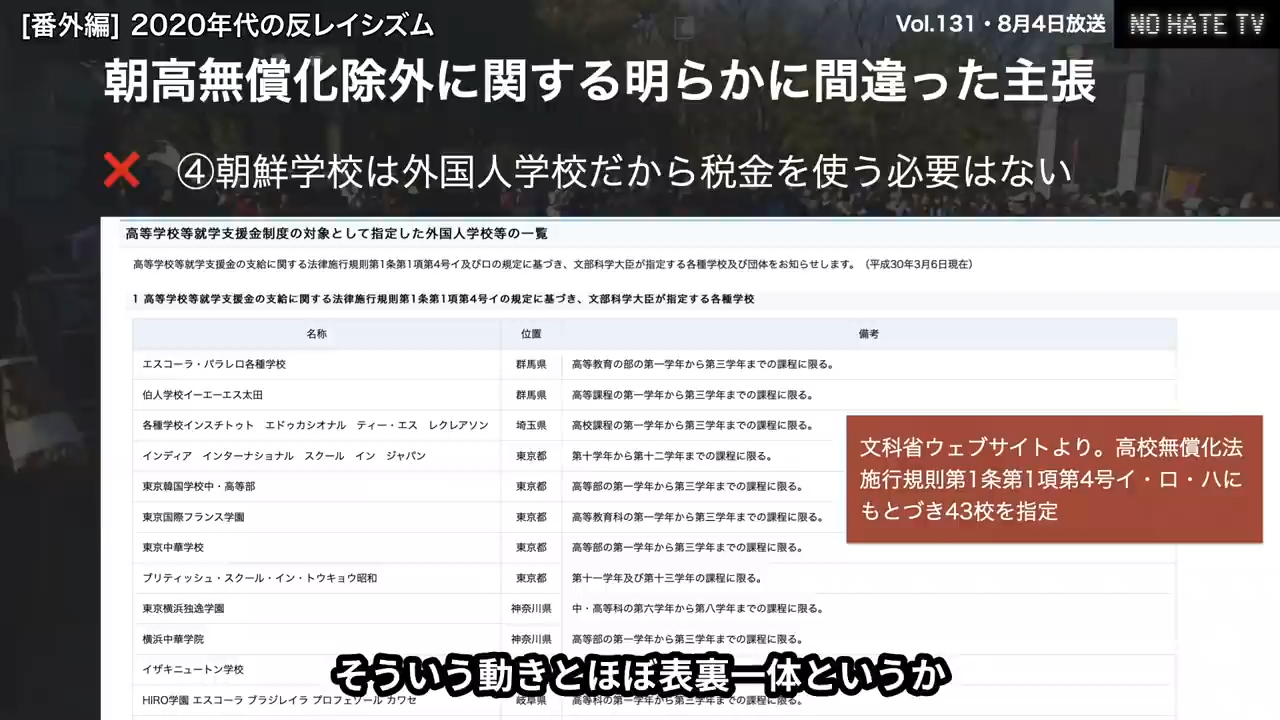 [番外編] 2020年代の反レイシズム
Vol.131・8月4日放送
NO HATE TV
朝高無償化除外に関する明らかに間違った主張
❌ ④朝鮮学校は外国人学校だから税金を使う必要はない
高等学校等就学支援金制度の対象として指定した外国人学校等の一覧
高等学校等就学支援金の支給に関する法律施行規則第1条第1項第4号イ及びロの規定に基づき、文部科学大臣が指定する各種学校及び団体をお知らせします。（平成30年3月6日現在）
1 高等学校等就学支援金の支給に関する法律施行規則第1条第1項第4号イの規定に基づき、文部科学大臣が指定する各種学校
名称 位置 備考
エスコーラ・パラレロ各種学校 群馬県 高等教育の部の第一学年から第三学年までの課程に限る。
伯人学校イーエーエス太田 群馬県 高等課程の第一学年から第三学年までの課程に限る。
各種学校インスチトゥト エドゥカシオナル ティー・エス レクレアソン 埼玉県 高校課程の第一学年から第三学年までの課程に限る。
インディア インターナショナル スクール イン ジャパン 東京都 第十学年から第十二学年までの課程に限る。
東京韓国学校中・高等部 東京都 高等部の第一学年から第三学年までの課程に限る。
東京国際フランス学園 東京都 高等教育科の第一学年から第三学年までの課程に限る。
東京中華学校 東京都 高等部の第一学年から第三学年までの課程に限る。
ブリティッシュ・スクール・イン・トウキョウ昭和 東京都 第十一学年及び第十三学年の課程に限る。
東京横浜独逸学園 神奈川県 中・高等科の第六学年から第八学年までの課程に限る。
横浜中華学院 神奈川県 高等部の第一学年から第三学年までの課程に限る。
イザキニュートン学校
HIRO学園 エスコーラ ブラジレイラ プロフェソール カワセ 岐阜県 高等科の第一学年から第三学年までの課程に限る。
文科省ウェブサイトより。高校無償化法
施行規則第1条第1項第4号イ・ロ・ハに
もとづき43校を指定
そういう動きとほぼ表裏一体というか